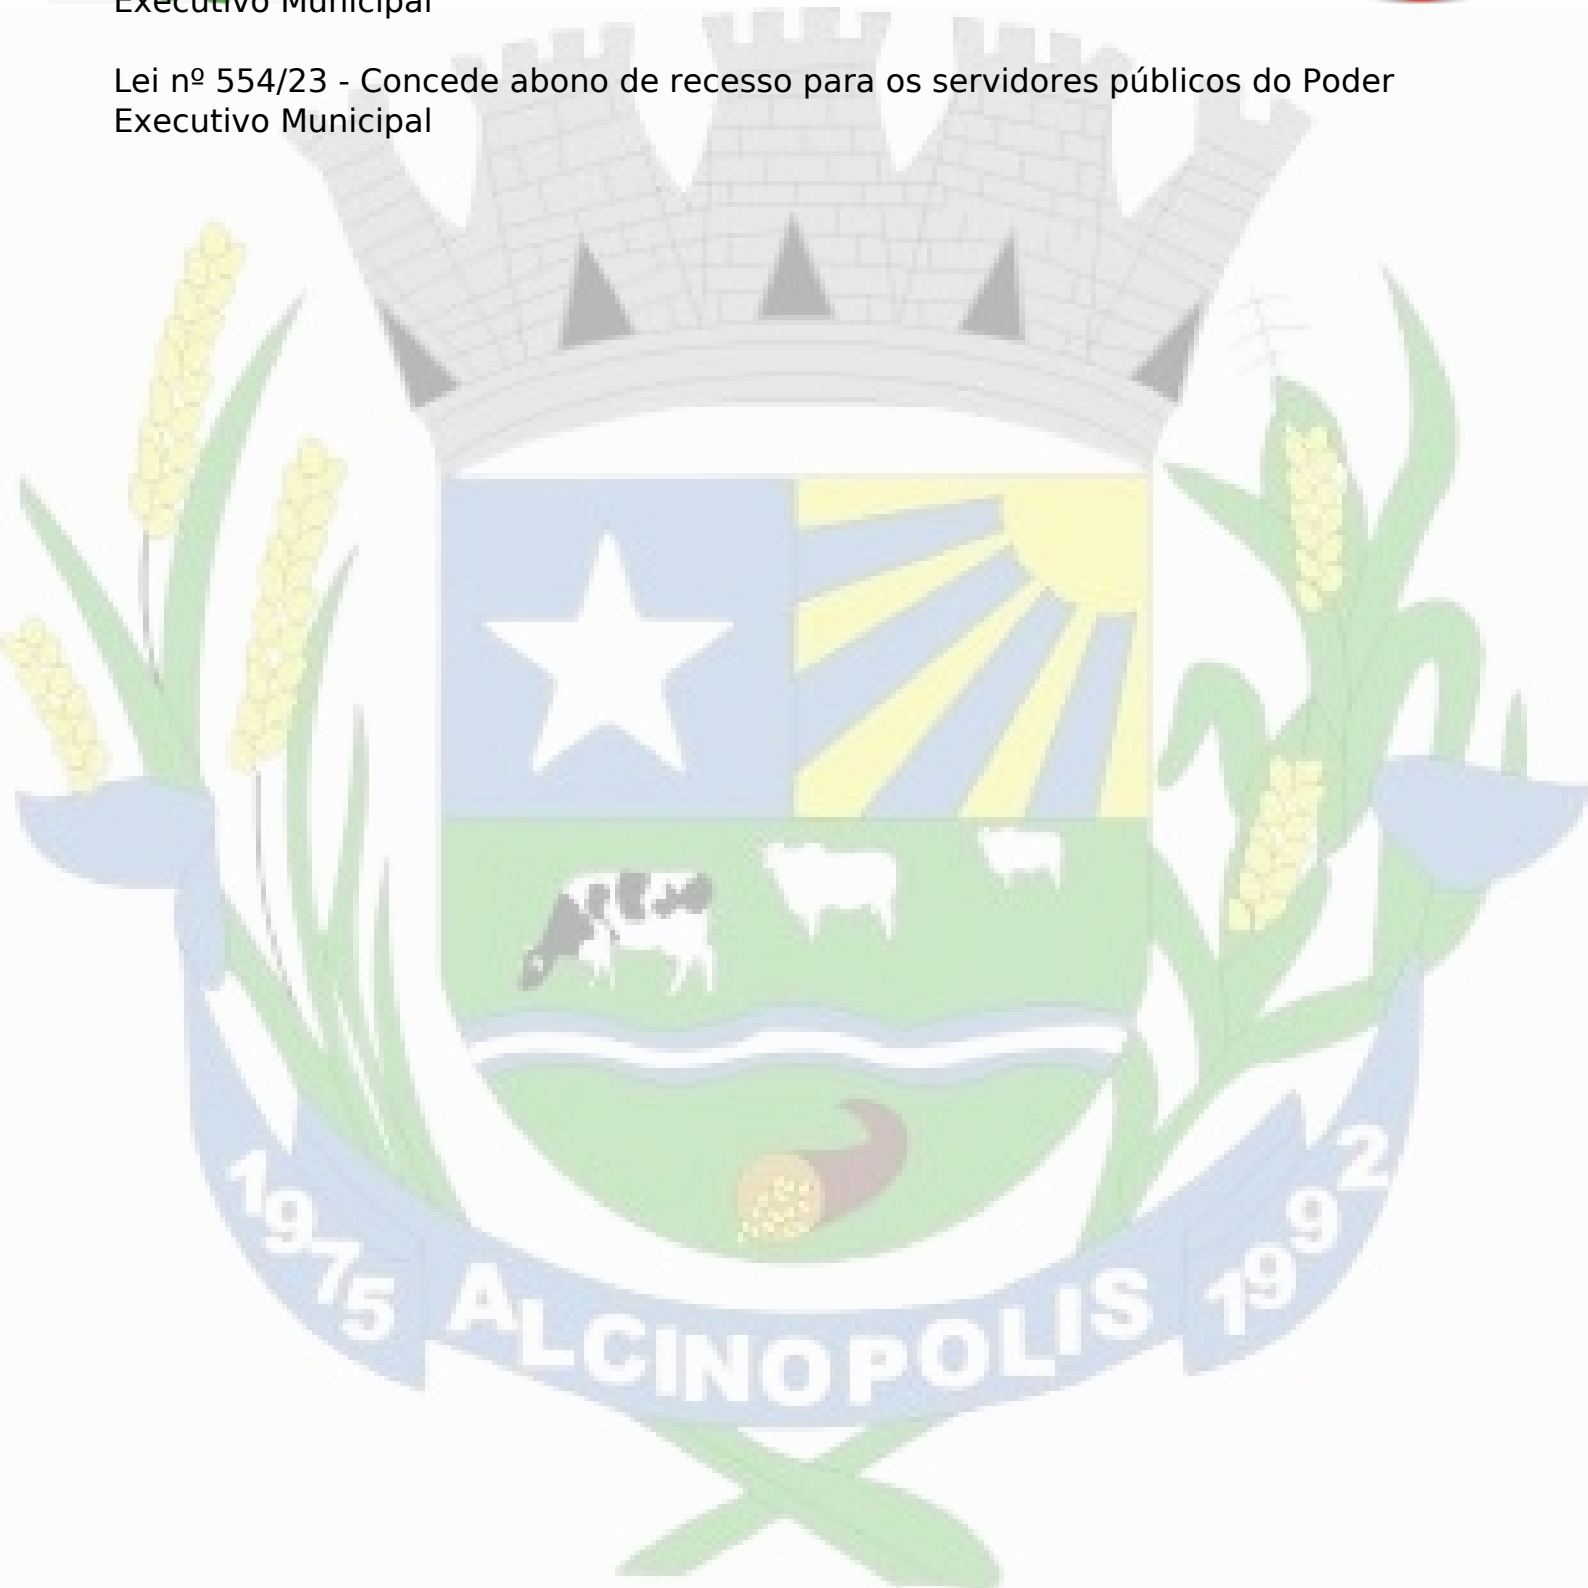 Executivo Municipal
Lei nº 554/23 - Concede abono de recesso para os servidores públicos do Poder
Executivo Municipal
1975 ALCINOPOLIS 1992